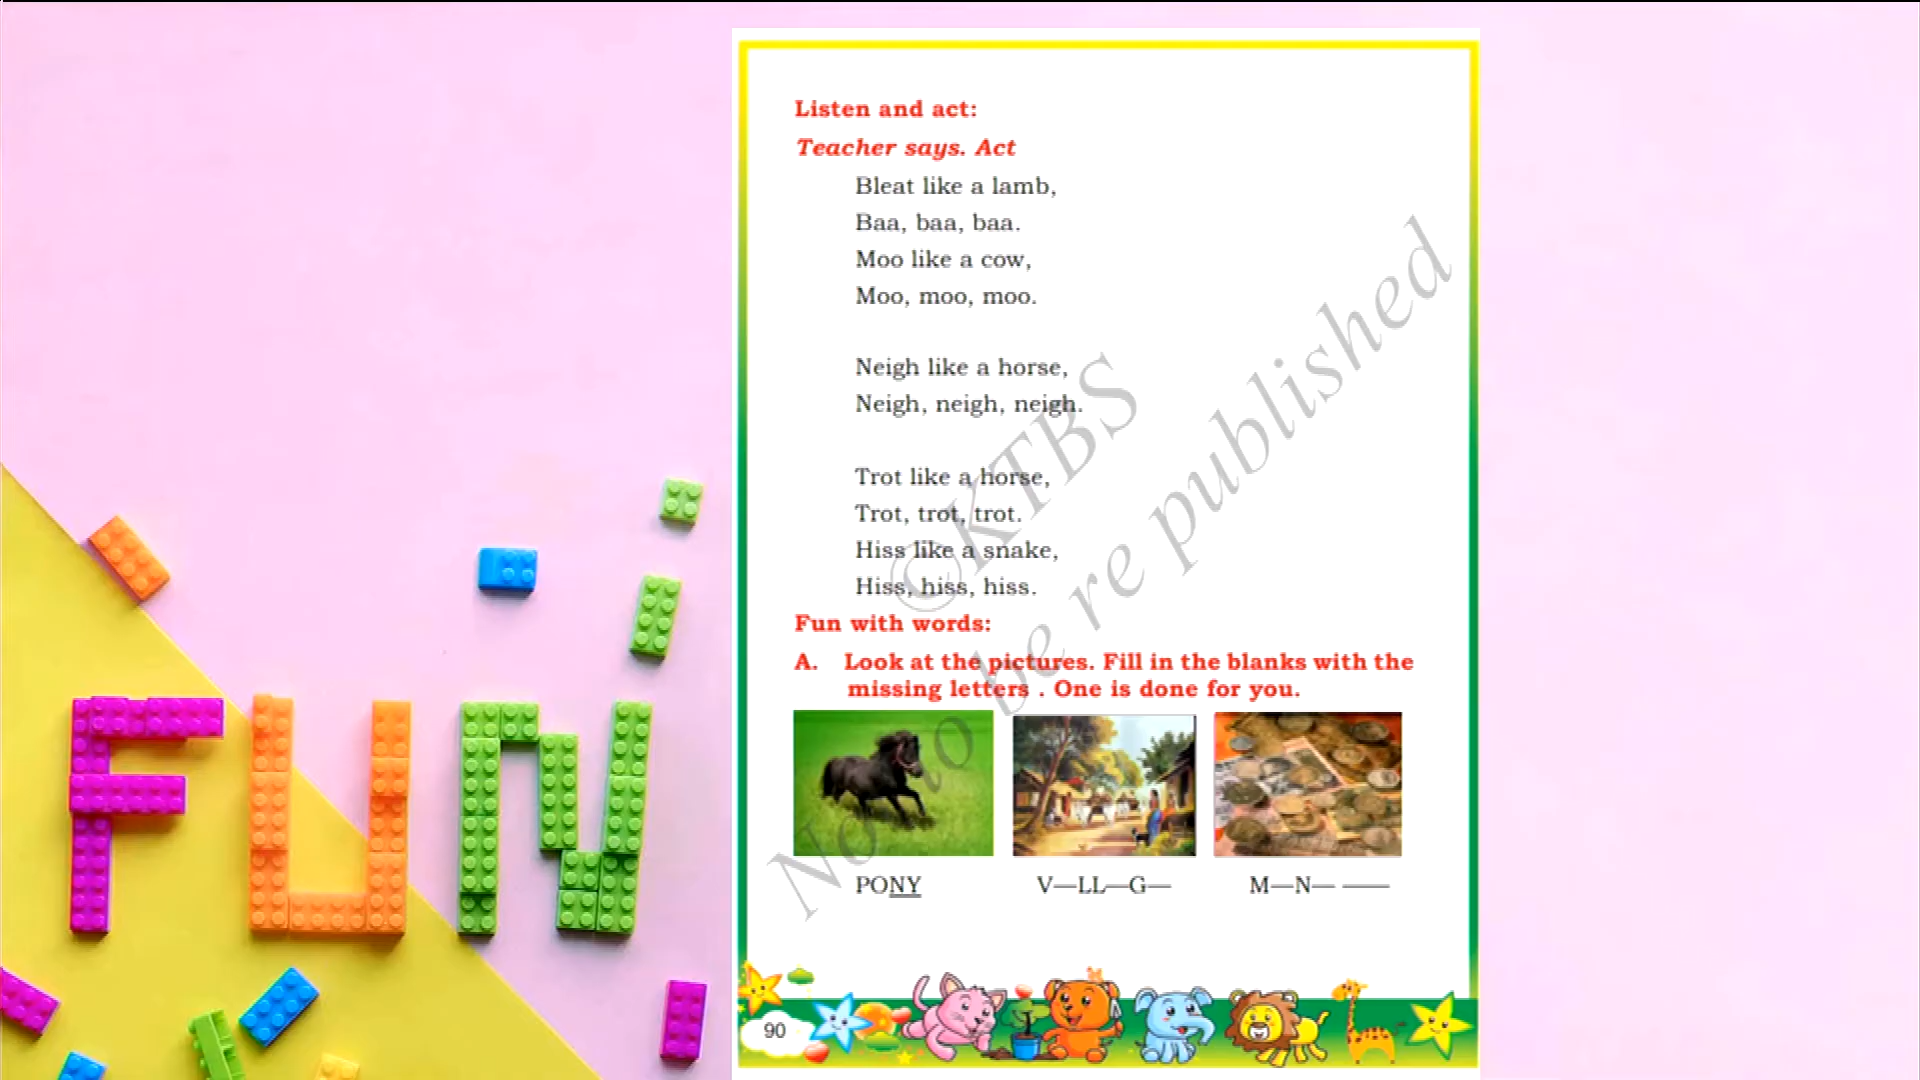 FUN
Listen and act:
Teacher says. Act
Bleat like a lamb,
Baa, baa, baa.
Moo like a cow,
Moo, moo, moo.
Neigh like a horse,
Neigh, neigh, neigh.
Trot like a horse,
Trot, trot, trot.
Hiss like a snake,
Hiss, hiss, hiss.
Fun with words:
A. Look at the pictures. Fill in the blanks with the
missing letters . One is done for you.
PONY V—LL—G— M—N— ——
90
©KTBS
No to be re published